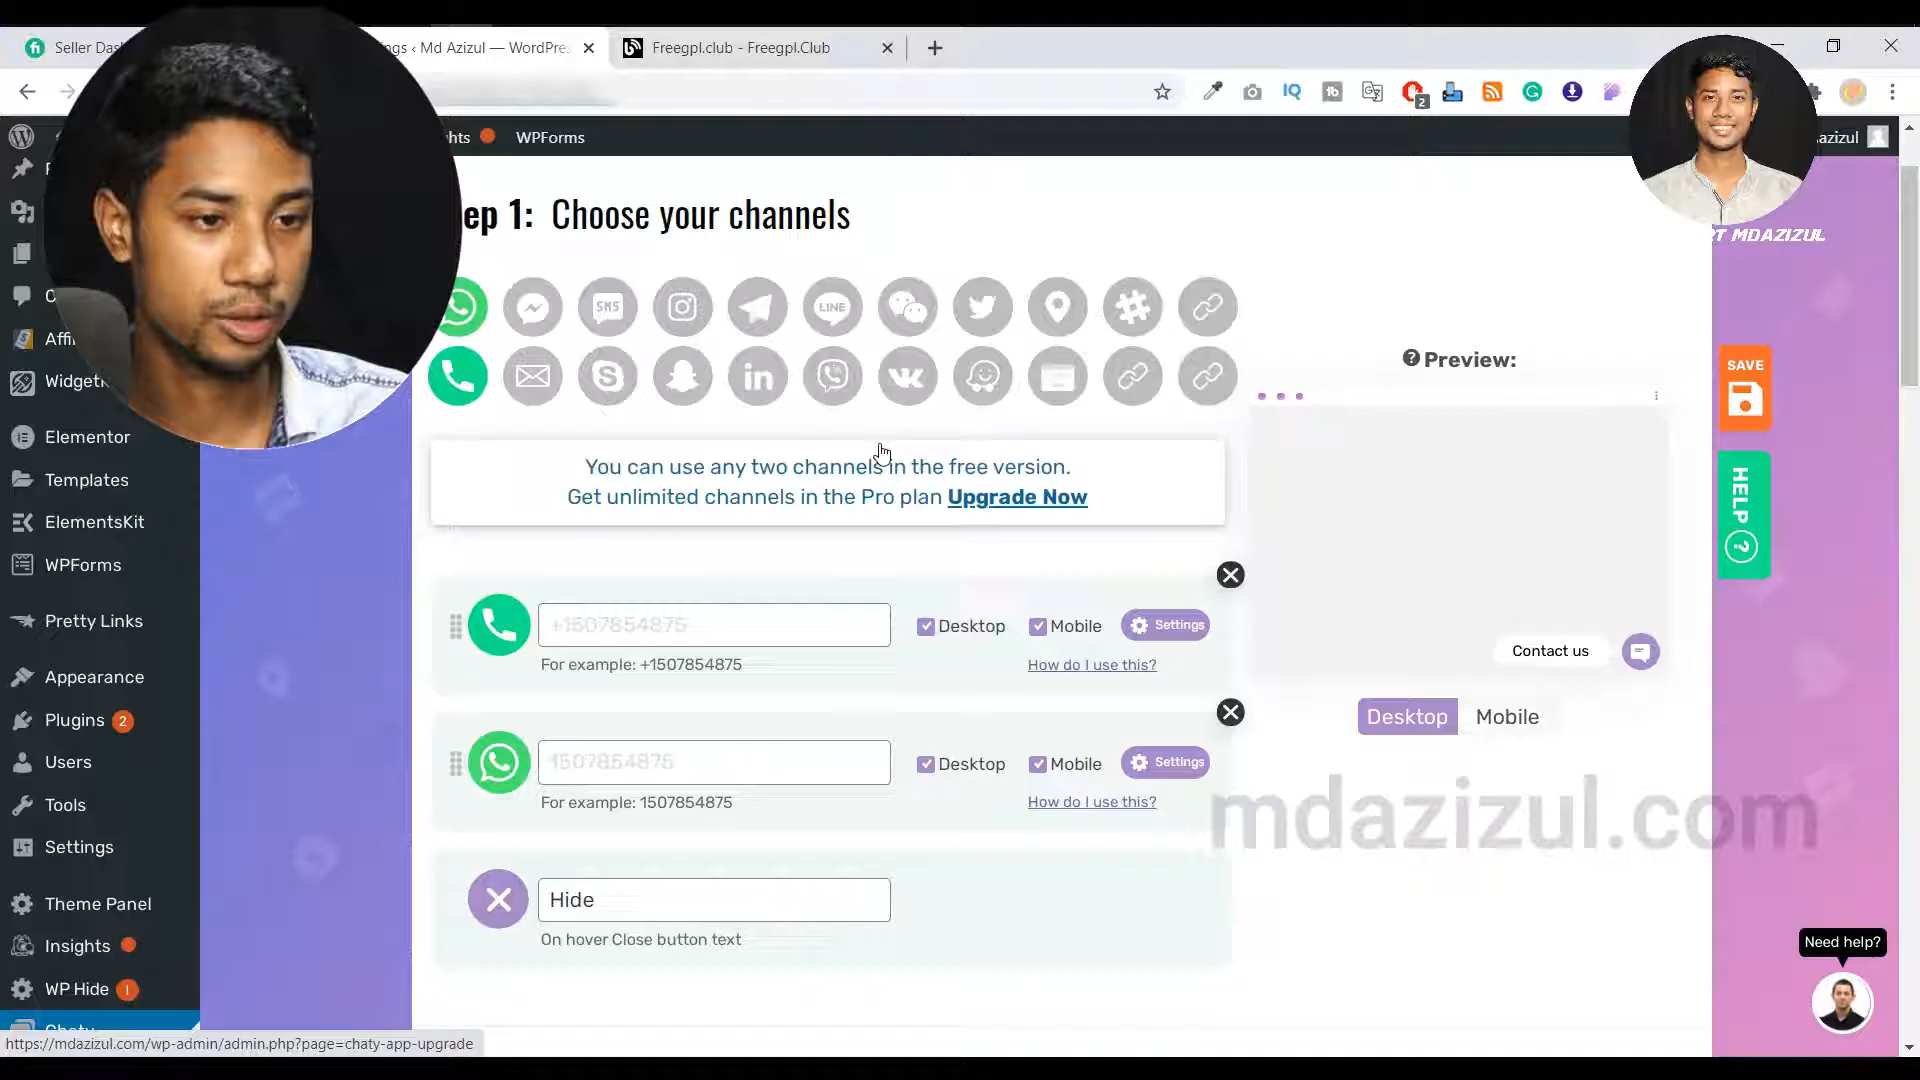 Seller Das
ngs ‹ Md Azizul — WordPre
Freegpl.club - Freegpl.Club
2
hts
WPForms
azizul
ep 1: Choose your channels
RT MDAZIZUL
SMS
LINE
Affi
Preview:
SAVE
Widget
Elementor
Templates
ElementsKit
WPForms
Pretty Links
Appearance
Plugins 2
Users
Tools
Settings
Theme Panel
Insights
WP Hide !
Chaty
You can use any two channels in the free version.
Get unlimited channels in the Pro plan Upgrade Now
HELP ?
+1507854875
Desktop
Mobile
Settings
For example: +1507854875
How do I use this?
Contact us
Desktop
Mobile
1507854875
Desktop
Mobile
Settings
For example: 1507854875
How do I use this?
mdazizul.com
Hide
On hover Close button text
Need help?
https://mdazizul.com/wp-admin/admin.php?page=chaty-app-upgrade